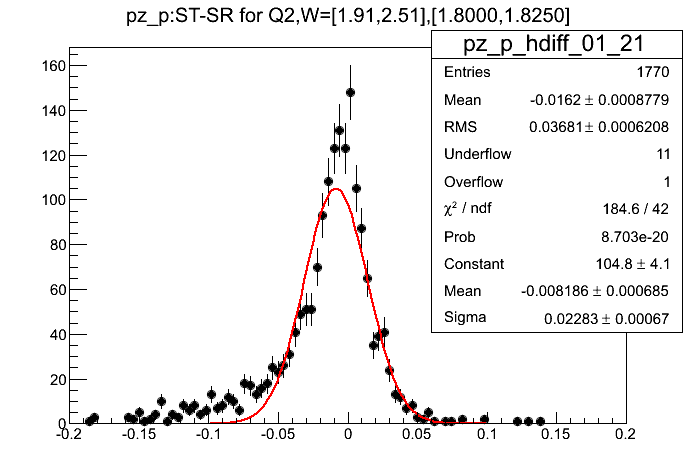 pz_p:ST-SR for Q2,W=[1.91,2.51],[1.8000,1.8250]
pz_p_hdiff_01_21
Entries 1770
Mean -0.0162 ± 0.0008779
RMS 0.03681 ± 0.0006208
Underflow 11
Overflow 1
χ² / ndf 184.6 / 42
Prob 8.703e-20
Constant 104.8 ± 4.1
Mean -0.008186 ± 0.000685
Sigma 0.02283 ± 0.00067
160
140
120
100
80
60
40
20
0
-0.2 -0.15 -0.1 -0.05 0 0.05 0.1 0.15 0.2